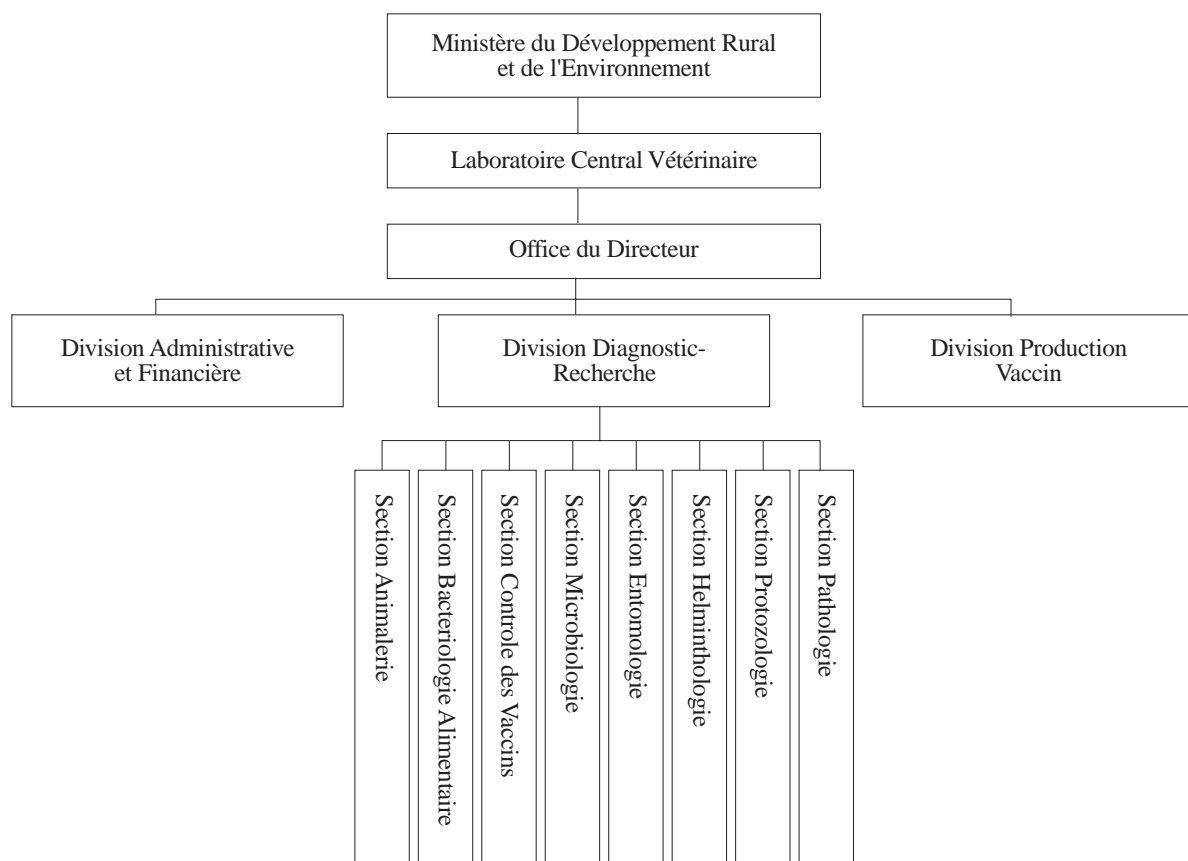 Ministère du Développement Rural
et de l'Environnement
Laboratoire Central Vétérinaire
Office du Directeur
Division Administrative
et Financière
Division Diagnostic-
Recherche
Division Production
Vaccin
Section Animalerie
Section Bacteriologie Alimentaire
Section Controle des Vaccins
Section Microbiologie
Section Entomologie
Section Helminthologie
Section Protozologie
Section Pathologie